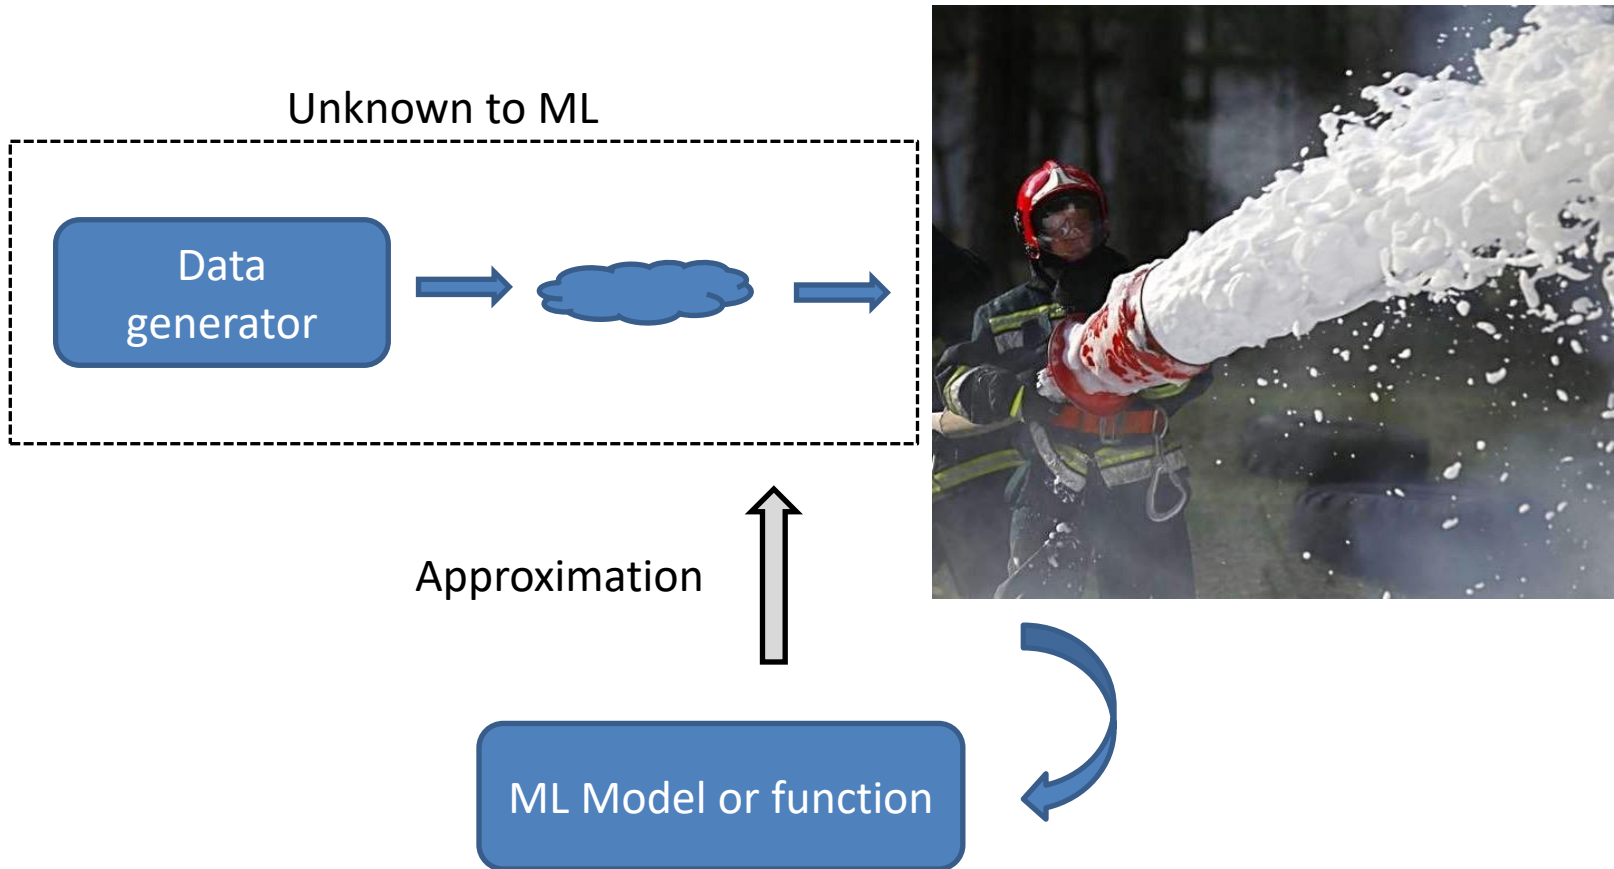 Unknown to ML
Data
generator
Approximation
ML Model or function